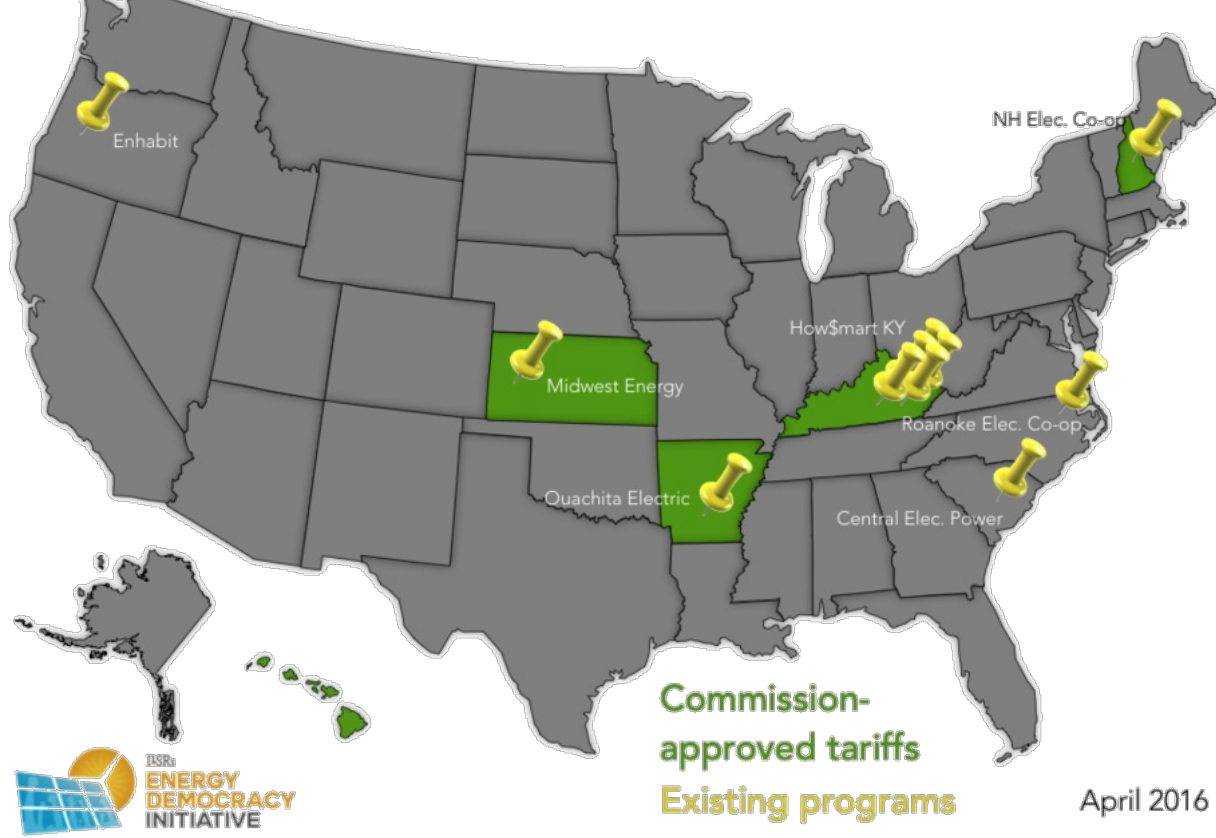 NH Elec. Co-op
Enhabit
How$mart KY
Midwest Energy
Roanoke Elec. Co-op
Ouachita Electric
Central Elec. Power
Commission-
approved tariffs
Existing programs
April 2016
ILSR's
ENERGY
DEMOCRACY
INITIATIVE